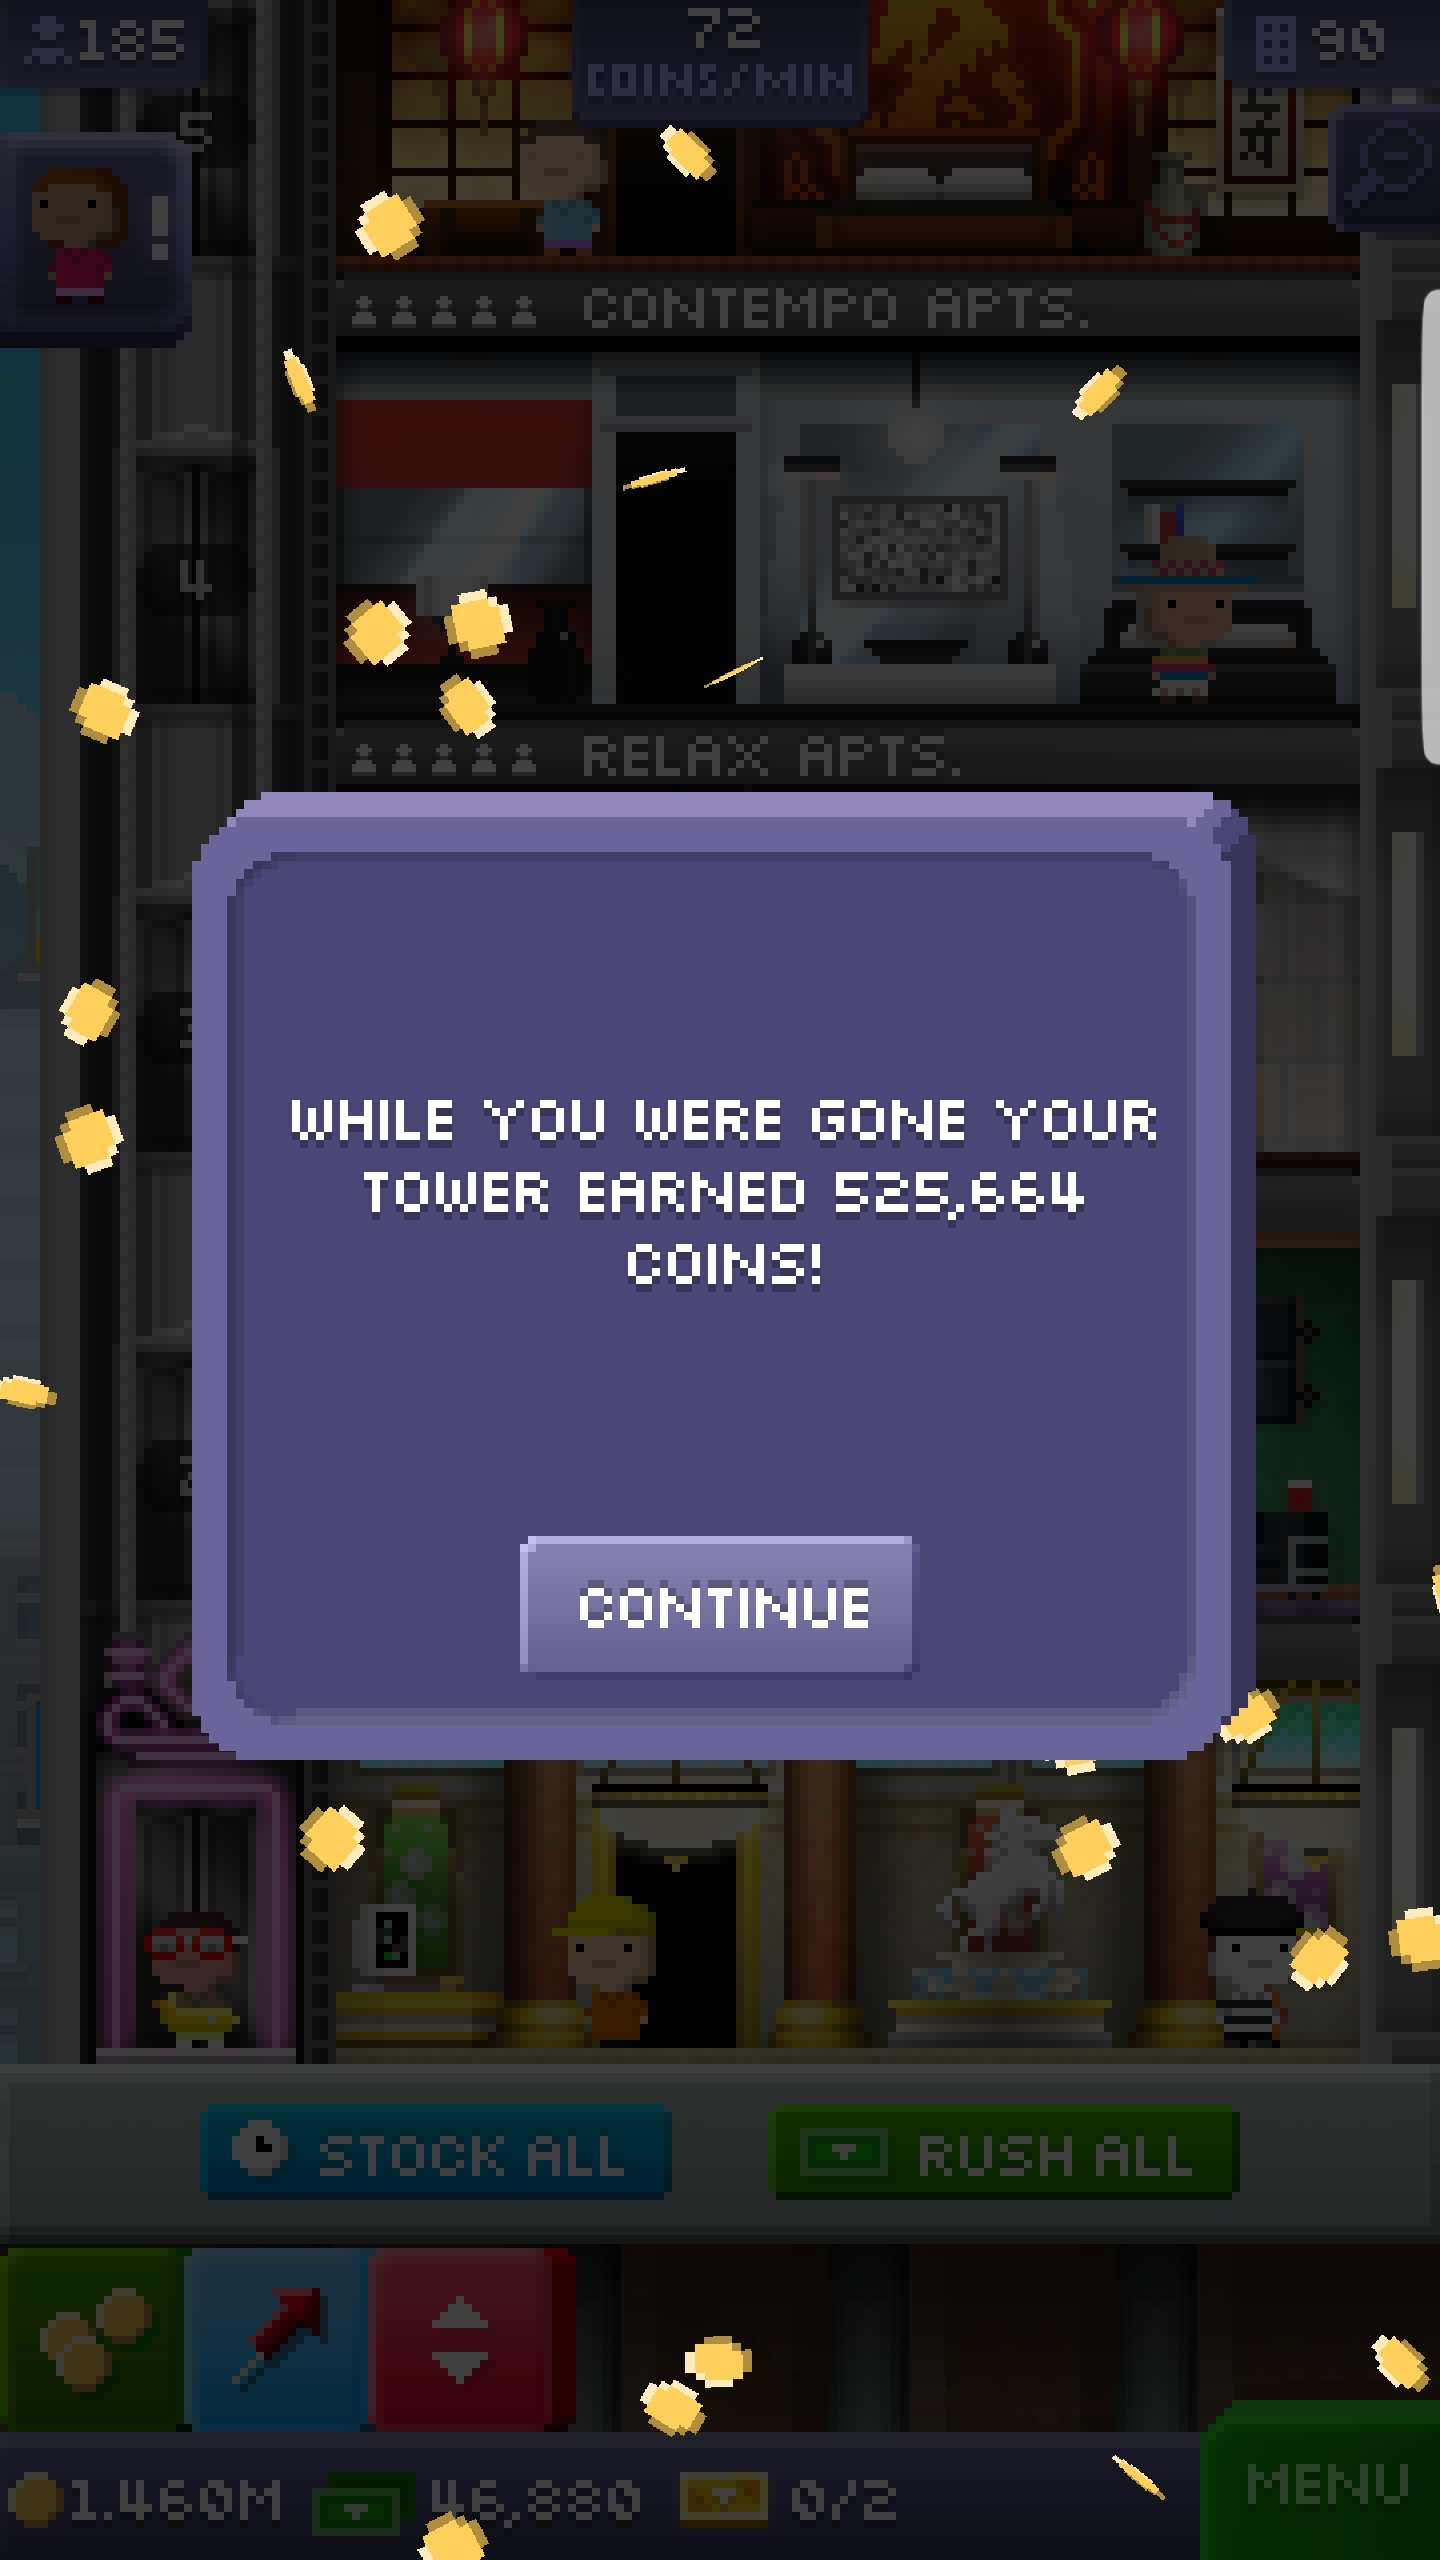 185
72
COINS/MIN
90
5
!
CONTEMPO APTS.
4
RELAX APTS.
WHILE YOU WERE GONE YOUR
TOWER EARNED 525,664
COINS!
CONTINUE
STOCK ALL
RUSH ALL
1.460M
46,880
0/2
MENU